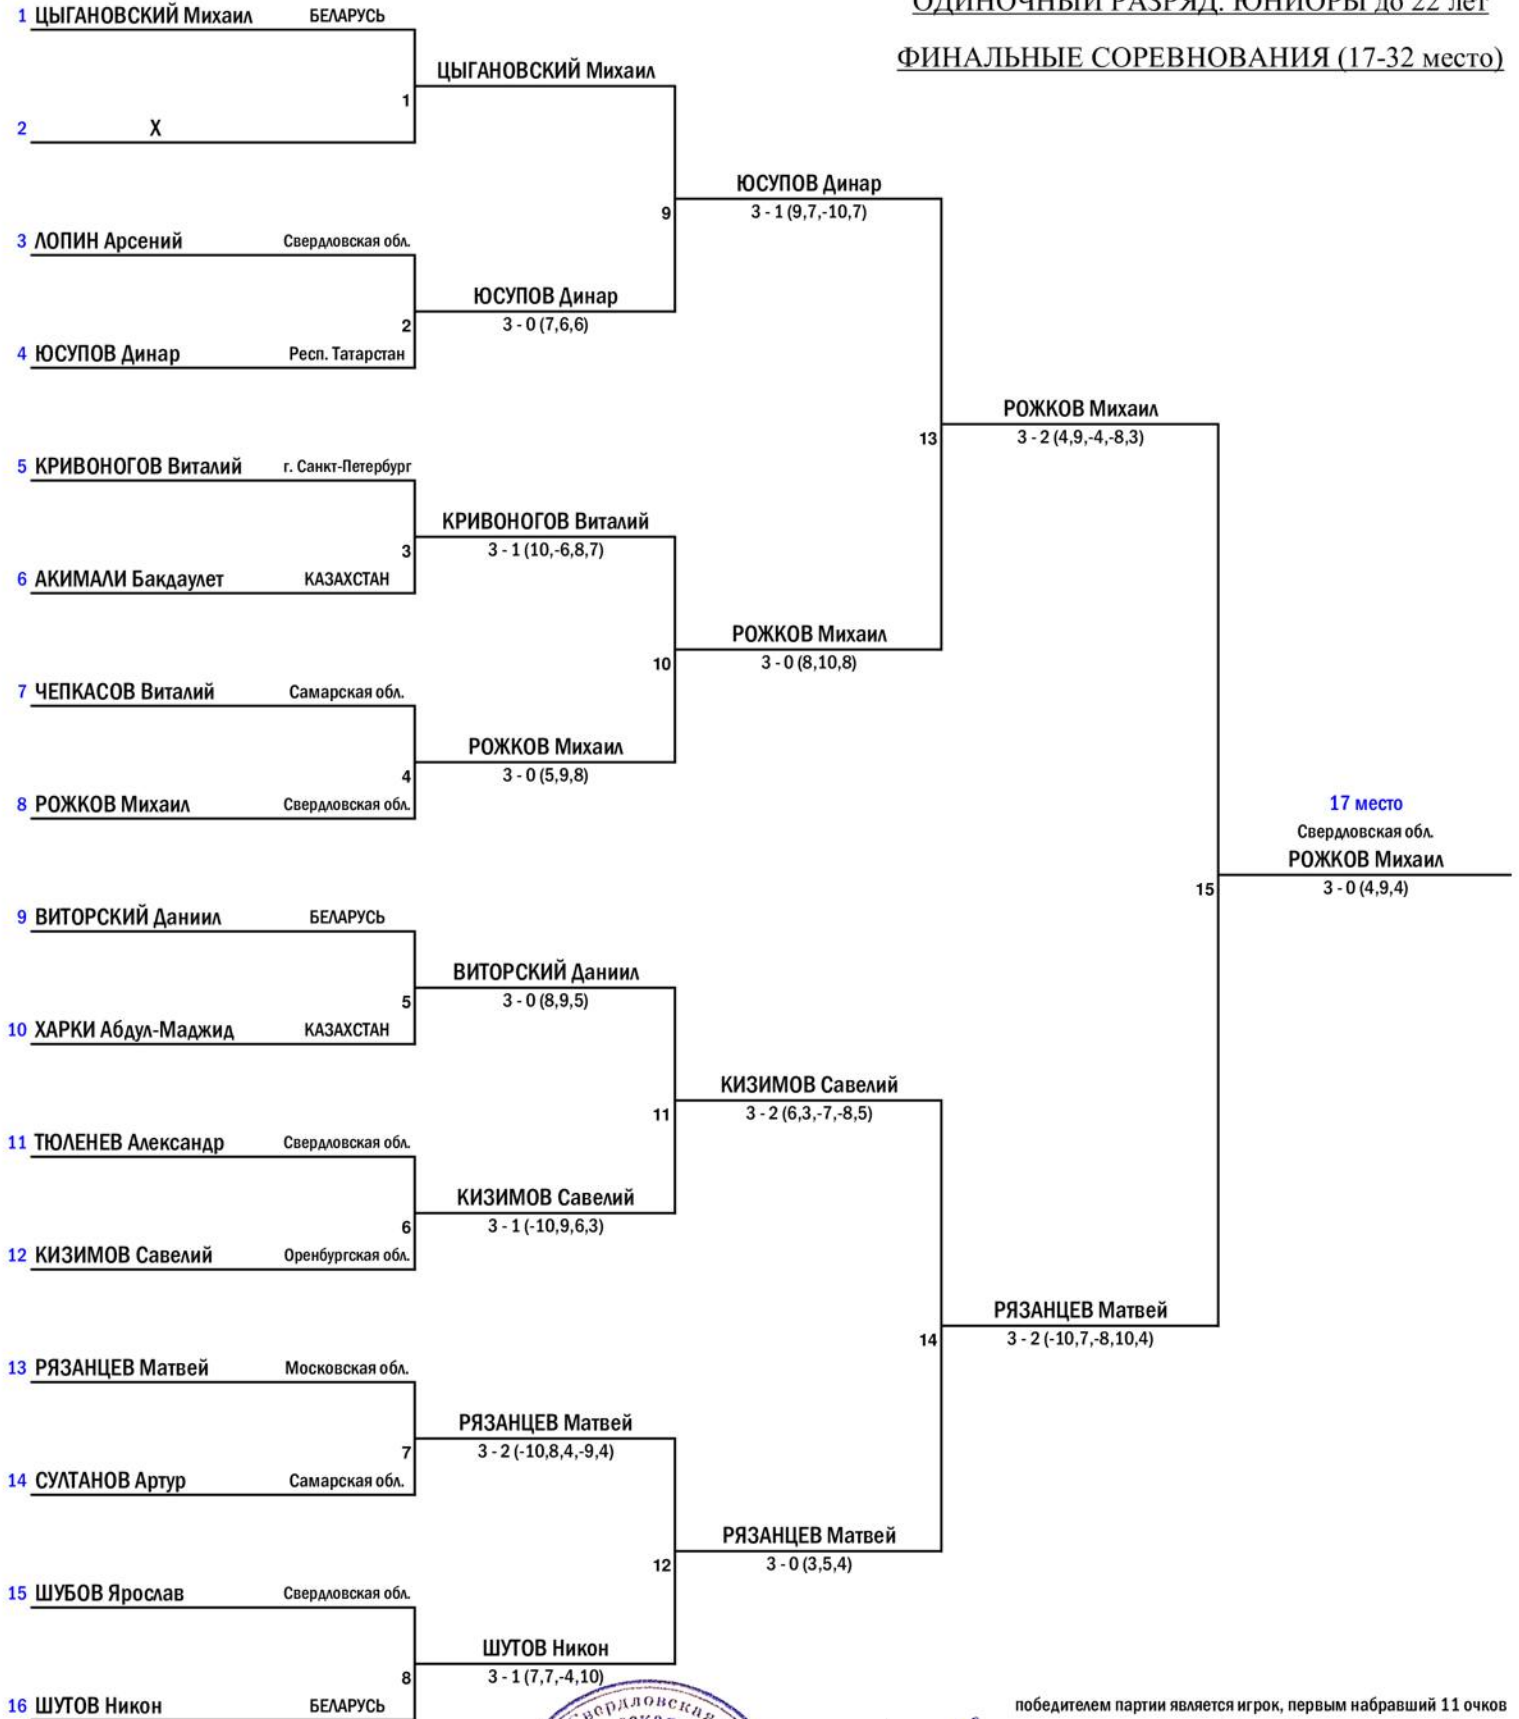 ОДИНОЧНЫЙ РАЗРЯД. ЮНИОРЫ до 22 лет
ФИНАЛЬНЫЕ СОРЕВНОВАНИЯ (17-32 место)
1 ЦЫГАНОВСКИЙ Михаил БЕЛАРУСЬ
ЦЫГАНОВСКИЙ Михаил
1
2 X
ЮСУПОВ Динар
9
3 - 1 (9,7,-10,7)
3 ЛОПИН Арсений Свердловская обл.
ЮСУПОВ Динар
2
3 - 0 (7,6,6)
4 ЮСУПОВ Динар Респ. Татарстан
РОЖКОВ Михаил
13
3 - 2 (4,9,-4,-8,3)
5 КРИВОНОГОВ Виталий г. Санкт-Петербург
КРИВОНОГОВ Виталий
3
3 - 1 (10,-6,8,7)
6 АКИМАЛИ Бакдаулет КАЗАХСТАН
РОЖКОВ Михаил
10
3 - 0 (8,10,8)
7 ЧЕПКАСОВ Виталий Самарская обл.
РОЖКОВ Михаил
4
3 - 0 (5,9,8)
8 РОЖКОВ Михаил Свердловская обл.
17 место
Свердловская обл.
РОЖКОВ Михаил
15
3 - 0 (4,9,4)
9 ВИТОРСКИЙ Даниил БЕЛАРУСЬ
ВИТОРСКИЙ Даниил
5
3 - 0 (8,9,5)
10 ХАРКИ Абдул-Маджид КАЗАХСТАН
КИЗИМОВ Савелий
11
3 - 2 (6,3,-7,-8,5)
11 ТЮЛЕНЕВ Александр Свердловская обл.
КИЗИМОВ Савелий
6
3 - 1 (-10,9,6,3)
12 КИЗИМОВ Савелий Оренбургская обл.
РЯЗАНЦЕВ Матвей
14
3 - 2 (-10,7,-8,10,4)
13 РЯЗАНЦЕВ Матвей Московская обл.
РЯЗАНЦЕВ Матвей
7
3 - 2 (-10,8,4,-9,4)
14 СУЛТАНОВ Артур Самарская обл.
РЯЗАНЦЕВ Матвей
12
3 - 0 (3,5,4)
15 ШУБОВ Ярослав Свердловская обл.
ШУТОВ Никон
8
3 - 1 (7,7,-4,10)
16 ШУТОВ Никон БЕЛАРУСЬ
Свердловская
победителем партии является игрок, первым набравший 11 очков